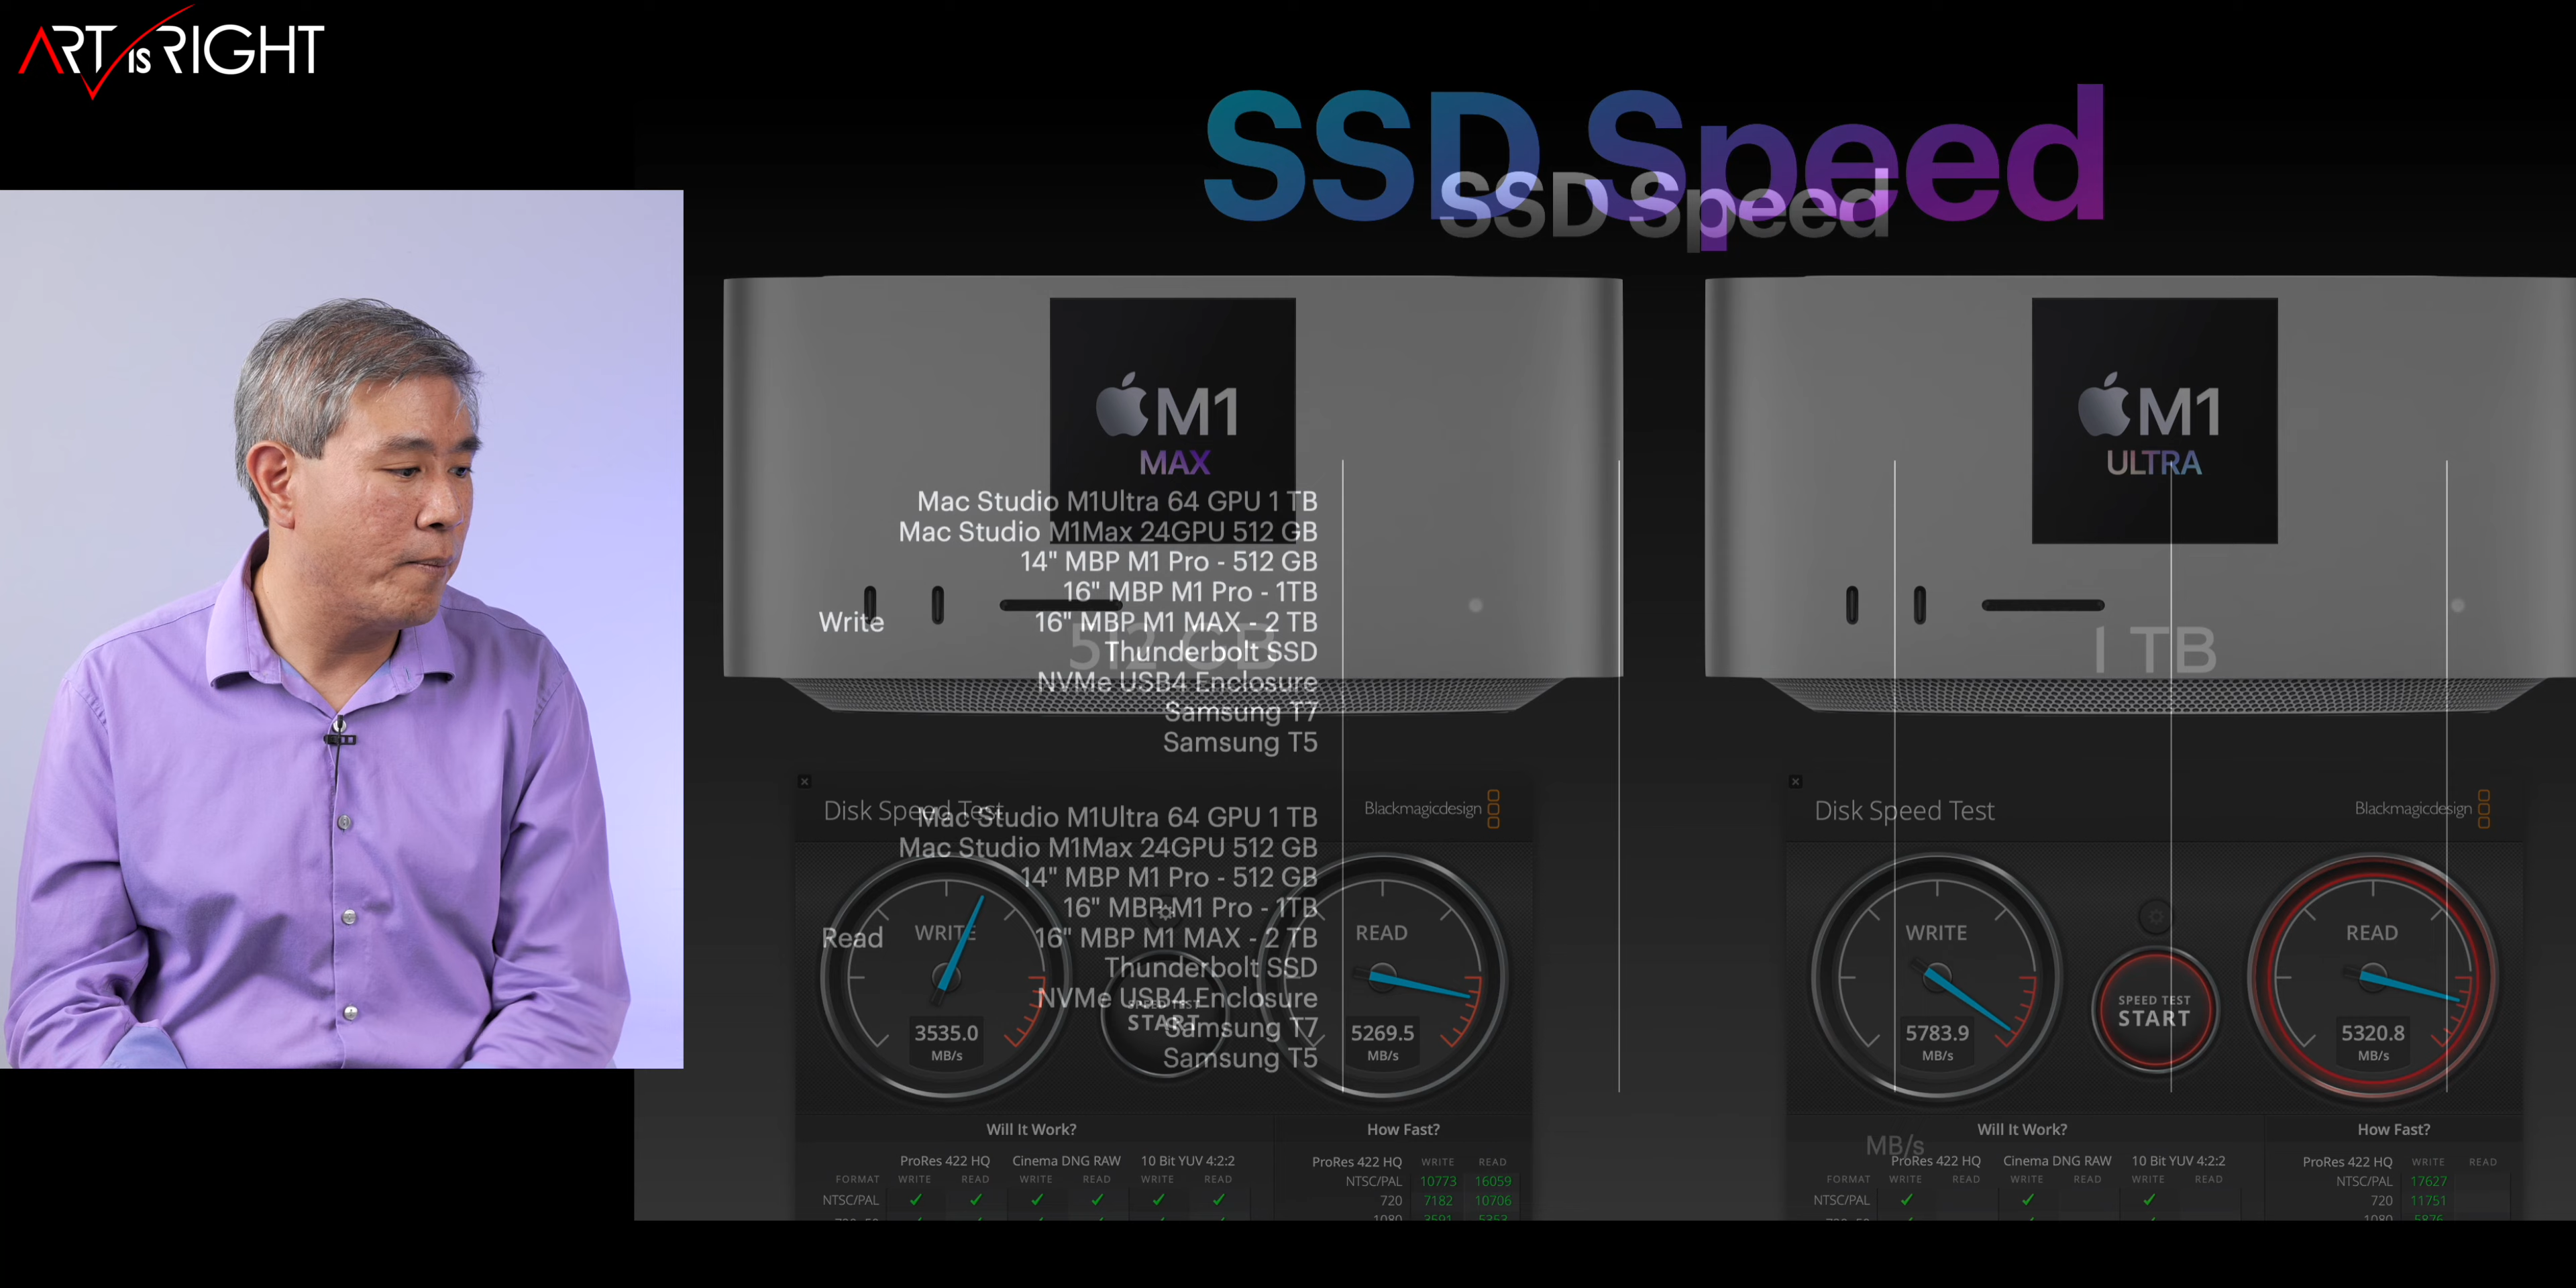 ART IS RIGHT
SSD Speed
SSD Speed
M1
MAX
M1
ULTRA
512 GB
1 TB
Write
Mac Studio M1Ultra 64 GPU 1 TB
Mac Studio M1Max 24GPU 512 GB
14" MBP M1 Pro - 512 GB
16" MBP M1 Pro - 1TB
16" MBP M1 MAX - 2 TB
Thunderbolt SSD
NVMe USB4 Enclosure
Samsung T7
Samsung T5
Read
Mac Studio M1Ultra 64 GPU 1 TB
Mac Studio M1Max 24GPU 512 GB
14" MBP M1 Pro - 512 GB
16" MBP M1 Pro - 1TB
16" MBP M1 MAX - 2 TB
Thunderbolt SSD
NVMe USB4 Enclosure
Samsung T7
Samsung T5
MB/s
Disk Speed Test
Blackmagicdesign
WRITE
3535.0
MB/s
SPEED TEST
START
READ
5269.5
MB/s
Will It Work?
How Fast?
ProRes 422 HQ Cinema DNG RAW 10 Bit YUV 4:2:2
FORMAT WRITE READ WRITE READ WRITE READ
NTSC/PAL ✓ ✓ ✓ ✓ ✓ ✓
ProRes 422 HQ WRITE READ
NTSC/PAL 10773 16059
720 7182 10706
1080 3591 5353
Disk Speed Test
Blackmagicdesign
WRITE
5783.9
MB/s
SPEED TEST
START
READ
5320.8
MB/s
Will It Work?
How Fast?
ProRes 422 HQ Cinema DNG RAW 10 Bit YUV 4:2:2
FORMAT WRITE READ WRITE READ WRITE READ
NTSC/PAL ✓ ✓ ✓
ProRes 422 HQ WRITE READ
NTSC/PAL 17627
720 11751
1080 5876